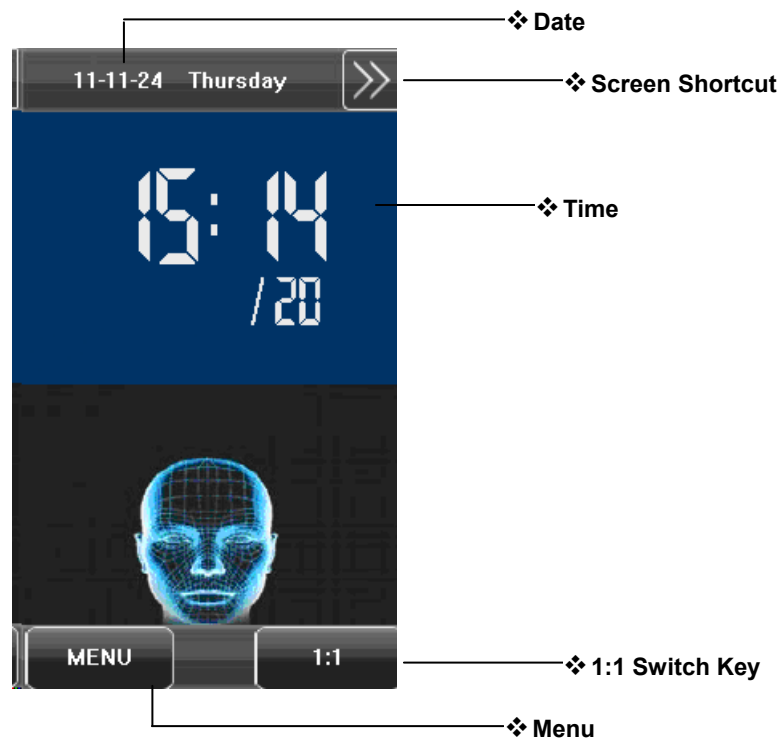 ❖ Date
11-11-24 Thursday
❖ Screen Shortcut
15: 14
❖ Time
/20
MENU
1:1
❖ 1:1 Switch Key
❖ Menu